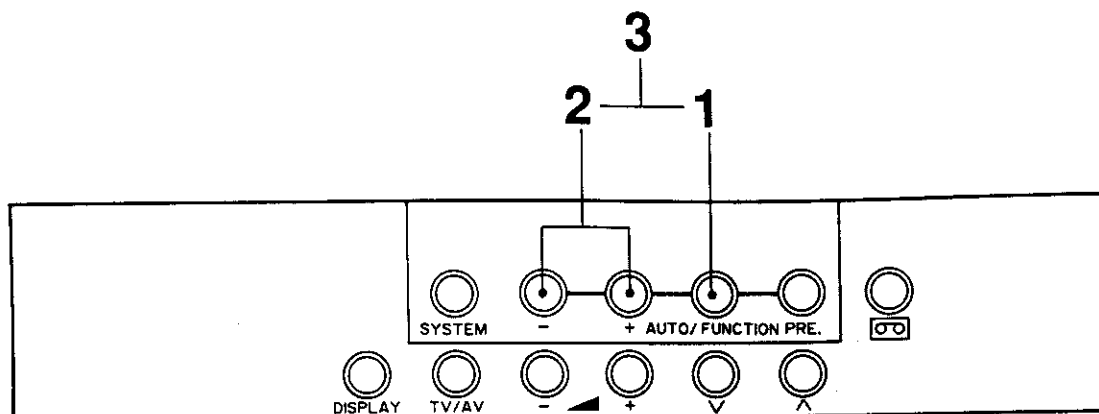 3
2 1
SYSTEM - + AUTO/FUNCTION PRE.
DISPLAY TV/AV - + ∨ ∧